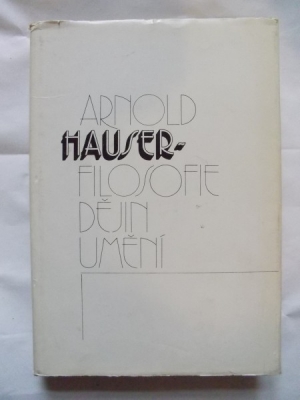 ARNOLD
HAUSER-
FILOSOFIE
DĚJIN
UMĚNÍ